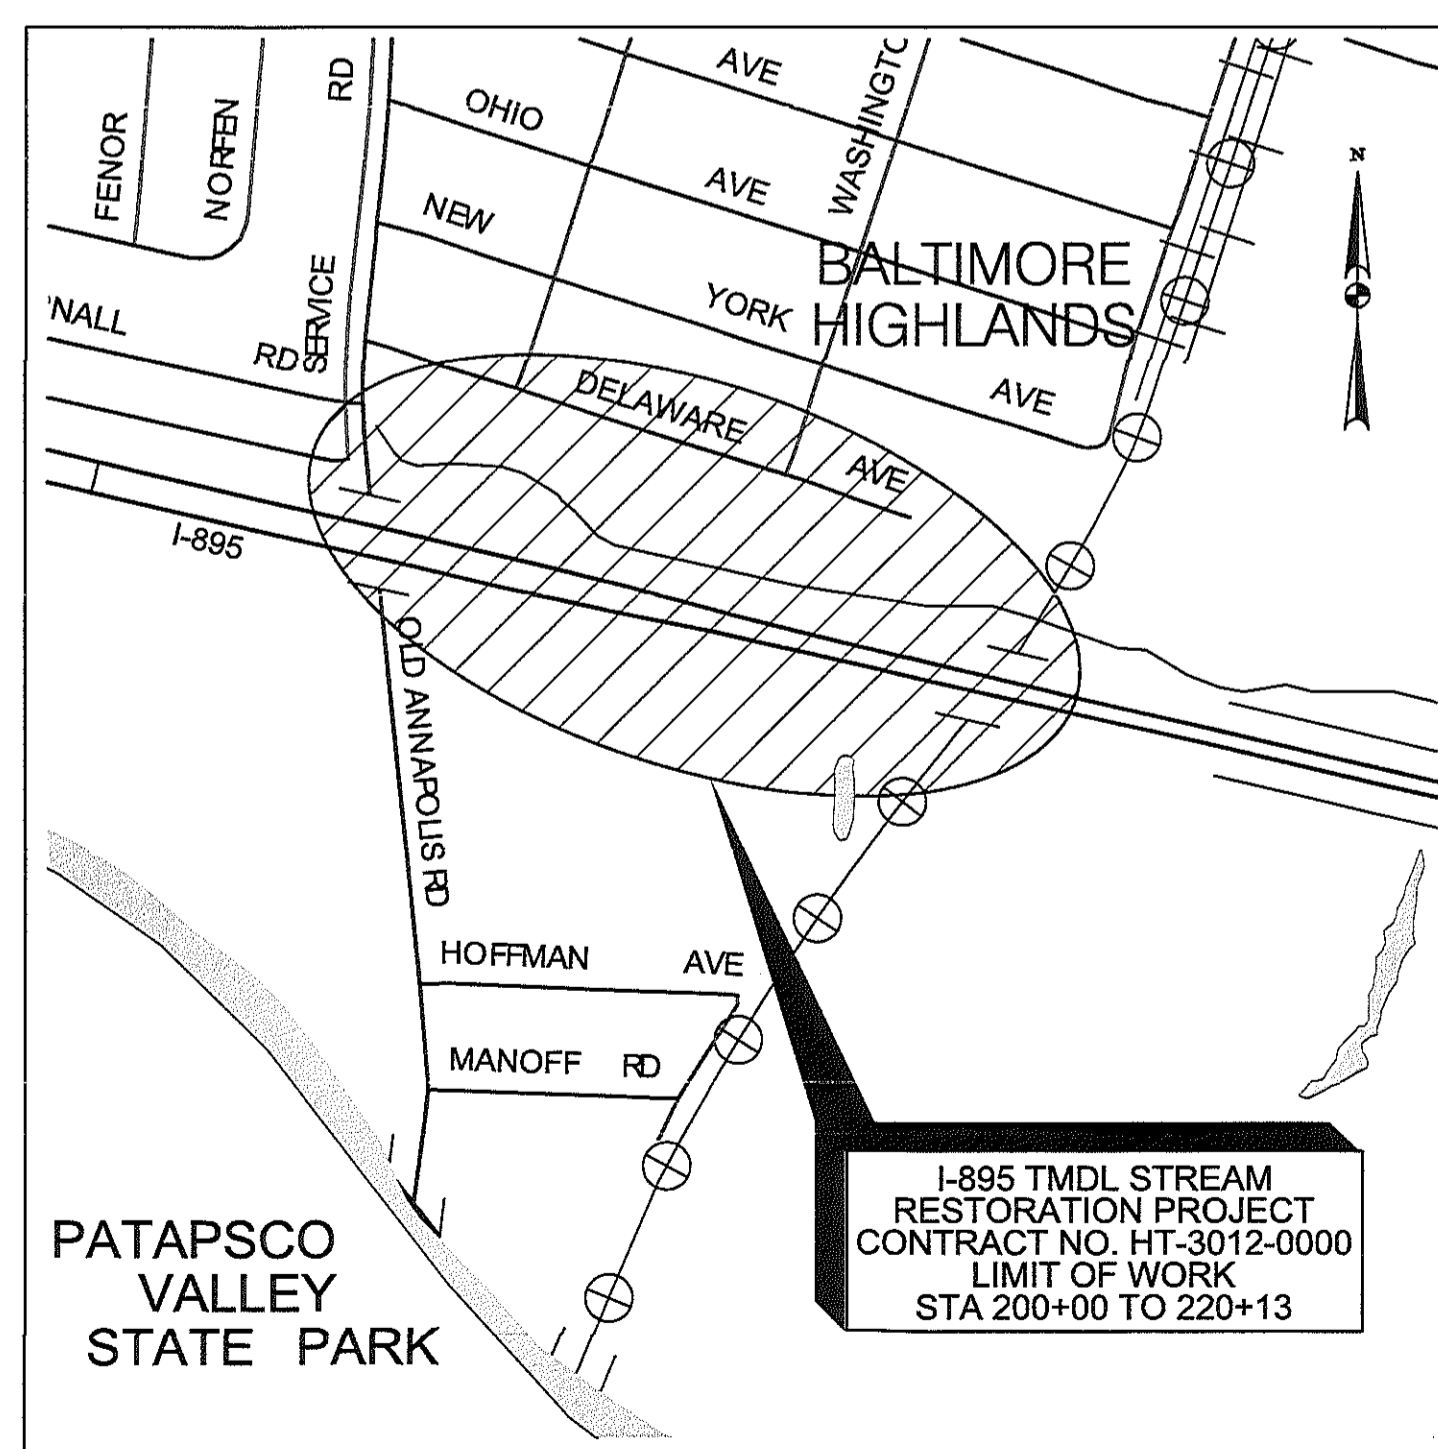 FENOR
NORFEN
RD
SERVICE
'NALL
RD
OHIO
AVE
NEW
AVE
WASHINGTO
YORK
AVE
BALTIMORE
HIGHLANDS
N
DELAWARE
AVE
I-895
OLD ANNAPOLIS RD
HOFFMAN AVE
MANOFF RD
PATAPSCO
VALLEY
STATE PARK
I-895 TMDL STREAM
RESTORATION PROJECT
CONTRACT NO. HT-3012-0000
LIMIT OF WORK
STA 200+00 TO 220+13